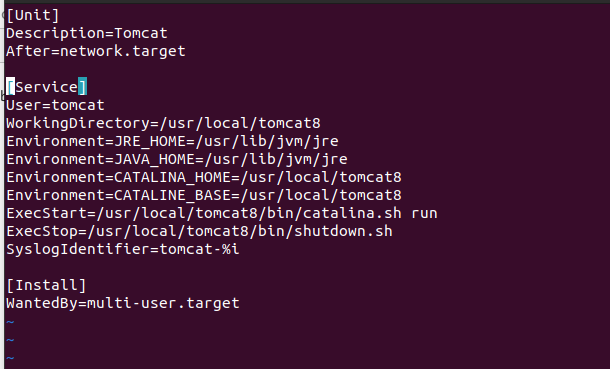 [Unit]
Description=Tomcat
After=network.target
[Service]
User=tomcat
WorkingDirectory=/usr/local/tomcat8
Environment=JRE_HOME=/usr/lib/jvm/jre
Environment=JAVA_HOME=/usr/lib/jvm/jre
Environment=CATALINA_HOME=/usr/local/tomcat8
Environment=CATALINE_BASE=/usr/local/tomcat8
ExecStart=/usr/local/tomcat8/bin/catalina.sh run
ExecStop=/usr/local/tomcat8/bin/shutdown.sh
SyslogIdentifier=tomcat-%i
[Install]
WantedBy=multi-user.target
~
~
~